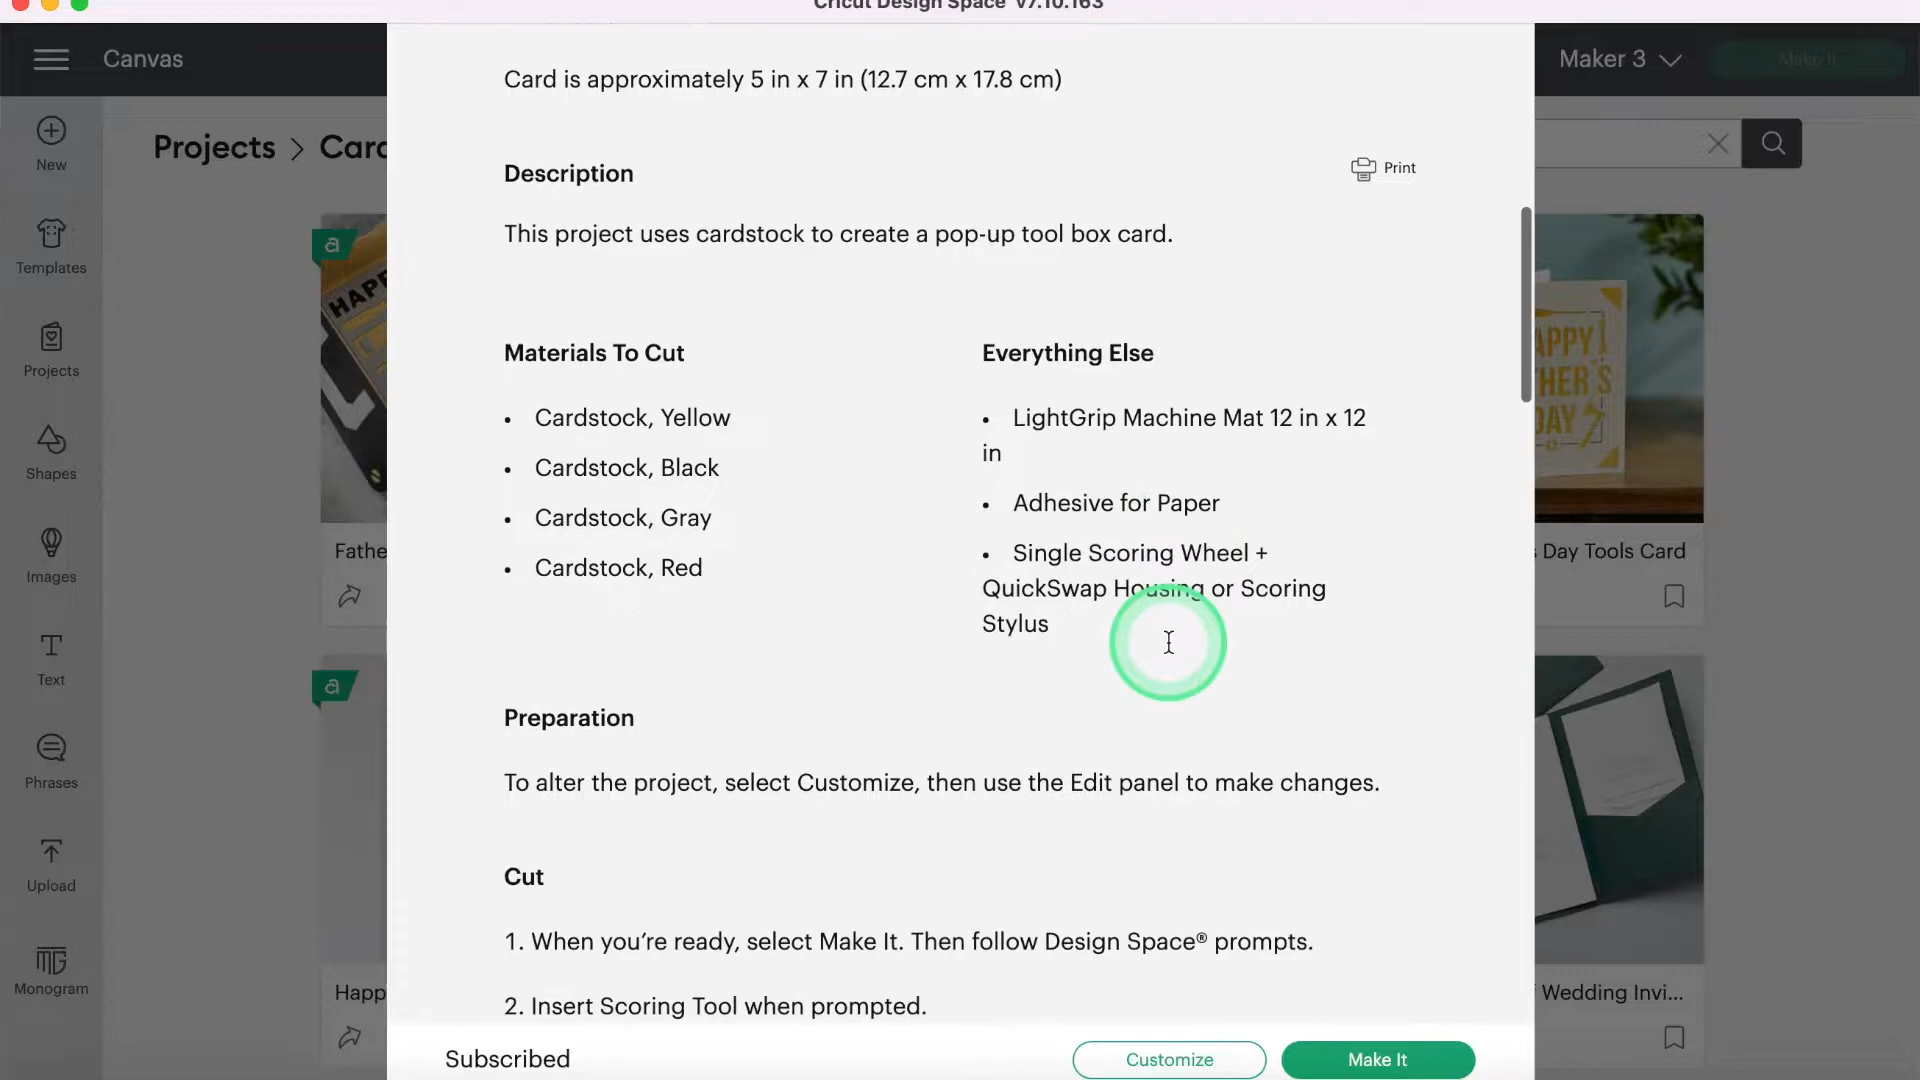 Cricut Design Space v7.10.163
Canvas
Maker 3
Make It
Projects > Card
New
Templates
Projects
Shapes
Images
Text
Phrases
Upload
Monogram
a
HAPP
Fathe
a
Happ
Card is approximately 5 in x 7 in (12.7 cm x 17.8 cm)
Description
Print
This project uses cardstock to create a pop-up tool box card.
Materials To Cut
• Cardstock, Yellow
• Cardstock, Black
• Cardstock, Gray
• Cardstock, Red
Everything Else
• LightGrip Machine Mat 12 in x 12
in
• Adhesive for Paper
• Single Scoring Wheel +
QuickSwap Housing or Scoring
Stylus
Preparation
To alter the project, select Customize, then use the Edit panel to make changes.
Cut
1. When you're ready, select Make It. Then follow Design Space® prompts.
2. Insert Scoring Tool when prompted.
Subscribed
Customize
Make It
APPY
HER'S
DAY
s Day Tools Card
Wedding Invi...